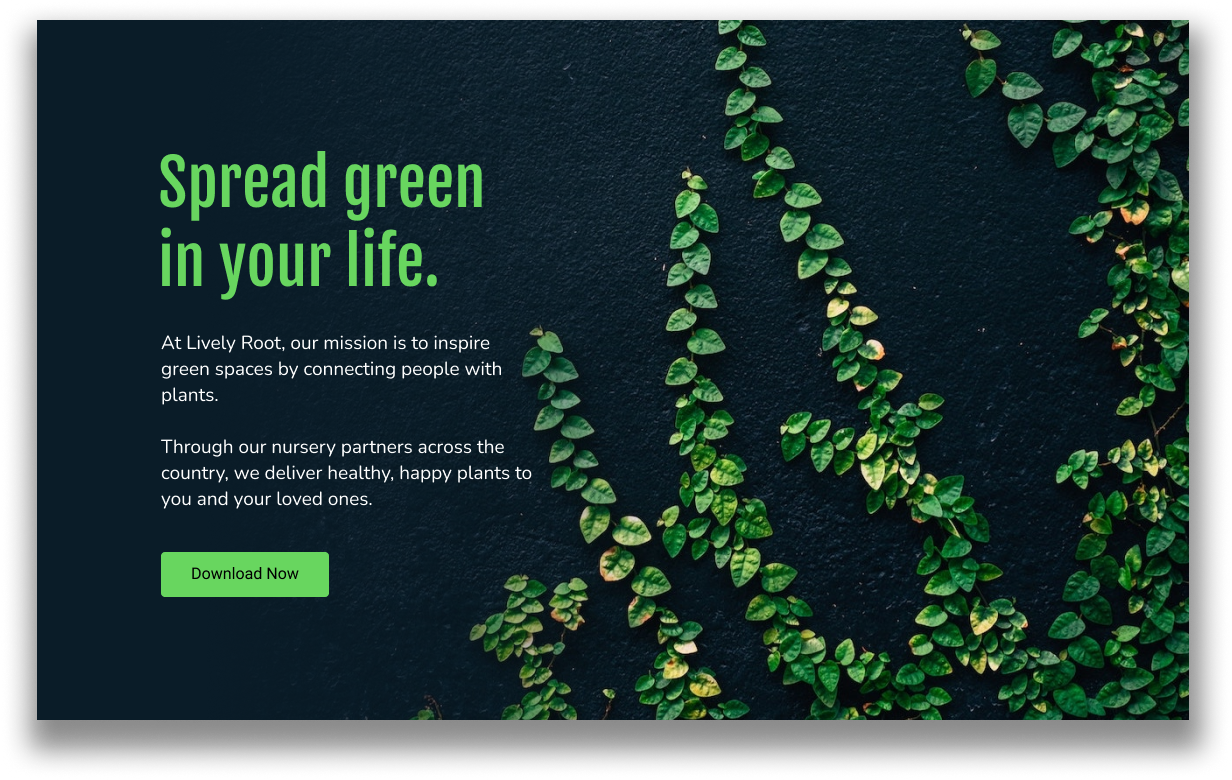 Spread green
in your life.
At Lively Root, our mission is to inspire
green spaces by connecting people with
plants.
Through our nursery partners across the
country, we deliver healthy, happy plants to
you and your loved ones.
Download Now